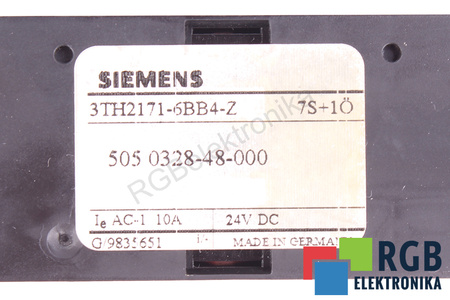 SIEMENS
3TH2171-6BB4-Z 7S+1Ö
505 0328-48-000
RGBelektronika
Ie AC-1 10A 24V DC
G/9835651 MADE IN GERMANY
RGB
ELEKTRONIKA